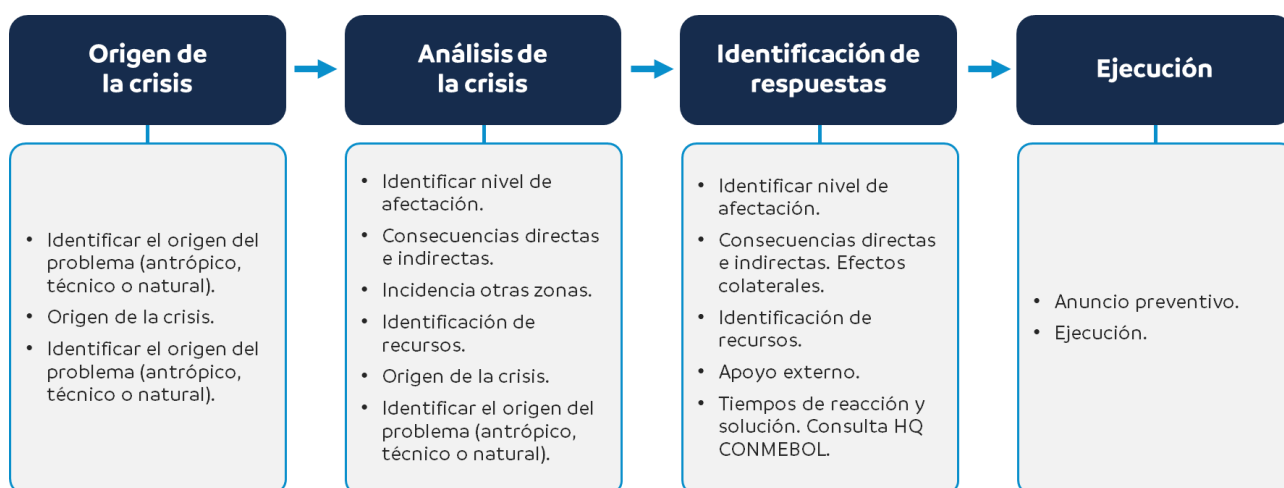 Origen de
la crisis
• Identificar el origen del
problema (antrópico,
técnico o natural).
• Origen de la crisis.
• Identificar el origen del
problema (antrópico,
técnico o natural).
Análisis de
la crisis
• Identificar nivel de
afectación.
• Consecuencias directas
e indirectas.
• Incidencia otras zonas.
• Identificación de
recursos.
• Origen de la crisis.
• Identificar el origen del
problema (antrópico,
técnico o natural).
Identificación de
respuestas
• Identificar nivel de
afectación.
• Consecuencias directas
e indirectas. Efectos
colaterales.
• Identificación de
recursos.
• Apoyo externo.
• Tiempos de reacción y
solución. Consulta HQ
CONMEBOL.
Ejecución
• Anuncio preventivo.
• Ejecución.